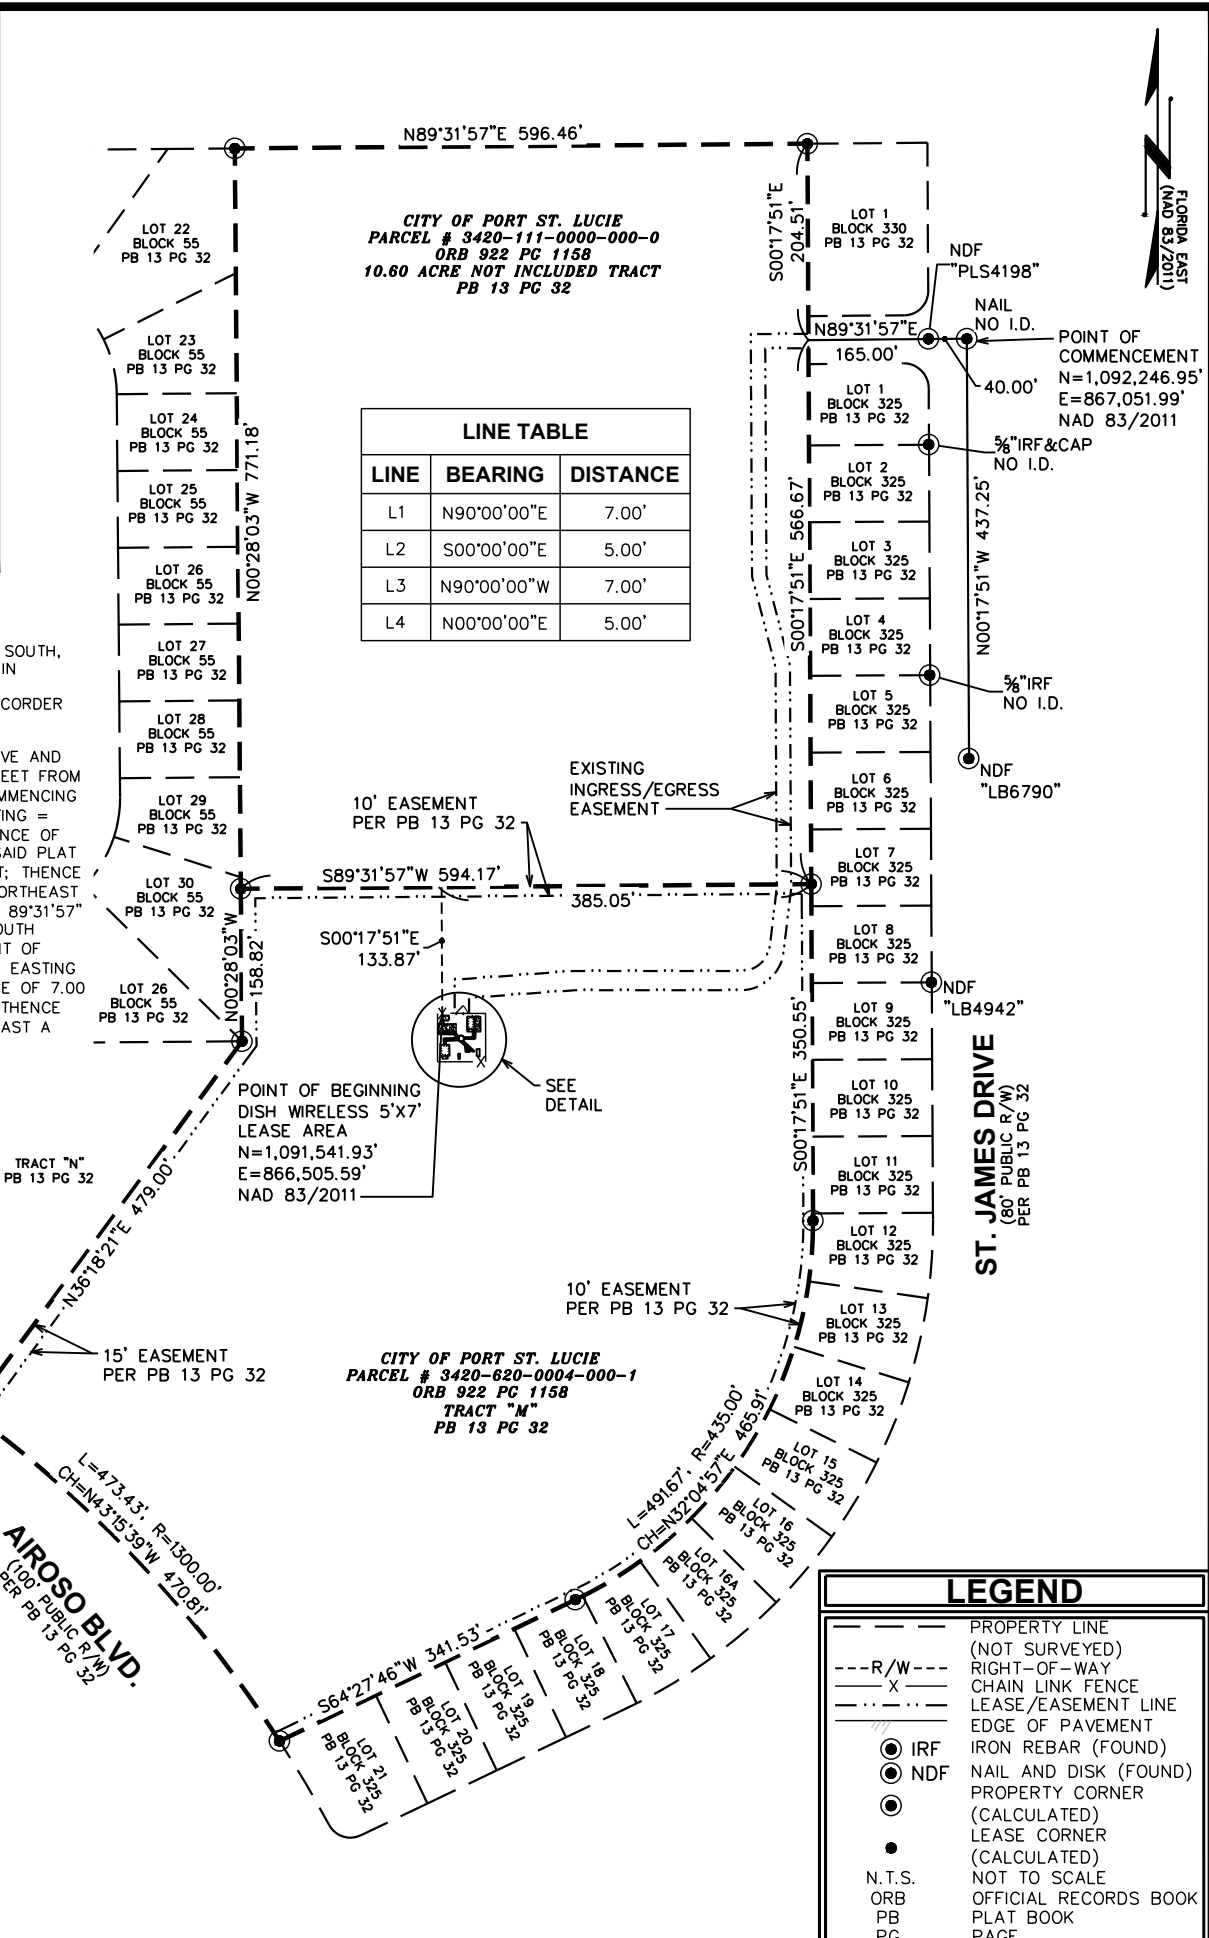 N89°31'57"E 596.46'
FLORIDA EAST
(NAD 83/2011)
CITY OF PORT ST. LUCIE
PARCEL # 3420-111-0000-000-0
ORB 922 PG 1158
10.60 ACRE NOT INCLUDED TRACT
PB 13 PG 32
S00°17'51"E
204.51'
LOT 1
BLOCK 330
PB 13 PG 32
NDF
"PLS4198"
NAIL
NO I.D.
N89°31'57"E
165.00'
40.00'
POINT OF
COMMENCEMENT
N=1,092,246.95'
E=867,051.99'
NAD 83/2011
LOT 22
BLOCK 55
PB 13 PG 32
LOT 23
BLOCK 55
PB 13 PG 32
LOT 24
BLOCK 55
PB 13 PG 32
LOT 25
BLOCK 55
PB 13 PG 32
LOT 26
BLOCK 55
PB 13 PG 32
LOT 27
BLOCK 55
PB 13 PG 32
LOT 28
BLOCK 55
PB 13 PG 32
LOT 29
BLOCK 55
PB 13 PG 32
LOT 30
BLOCK 55
PB 13 PG 32
LOT 26
BLOCK 55
PB 13 PG 32
N00°28'03"W 771.18'
LINE TABLE
LINE BEARING DISTANCE
L1 N90°00'00"E 7.00'
L2 S00°00'00"E 5.00'
L3 N90°00'00"W 7.00'
L4 N00°00'00"E 5.00'
S00°17'51"E 566.67'
LOT 1
BLOCK 325
PB 13 PG 32
⅝"IRF&CAP
NO I.D.
LOT 2
BLOCK 325
PB 13 PG 32
LOT 3
BLOCK 325
PB 13 PG 32
LOT 4
BLOCK 325
PB 13 PG 32
LOT 5
BLOCK 325
PB 13 PG 32
LOT 6
BLOCK 325
PB 13 PG 32
LOT 7
BLOCK 325
PB 13 PG 32
LOT 8
BLOCK 325
PB 13 PG 32
LOT 9
BLOCK 325
PB 13 PG 32
LOT 10
BLOCK 325
PB 13 PG 32
LOT 11
BLOCK 325
PB 13 PG 32
LOT 12
BLOCK 325
PB 13 PG 32
LOT 13
BLOCK 325
PB 13 PG 32
LOT 14
BLOCK 325
PB 13 PG 32
LOT 15
BLOCK 325
PB 13 PG 32
LOT 16
BLOCK 325
PB 13 PG 32
LOT 16A
BLOCK 325
PB 13 PG 32
LOT 17
BLOCK 325
PB 13 PG 32
LOT 18
BLOCK 325
PB 13 PG 32
LOT 19
BLOCK 325
PB 13 PG 32
LOT 20
BLOCK 325
PB 13 PG 32
LOT 21
BLOCK 325
PB 13 PG 32
N00°17'51"W 437.25'
⅝"IRF
NO I.D.
NDF
"LB6790"
NDF
"LB4942"
ST. JAMES DRIVE
(80' PUBLIC R/W)
PER PB 13 PG 32
SOUTH,
IN
CORDER
VE AND
EET FROM
MMENCING
TING =
NCE OF
SAID PLAT
T; THENCE
ORTHEAST
89°31'57"
OUTH
T OF
EASTING
CE OF 7.00
THENCE
AST A
EXISTING
INGRESS/EGRESS
EASEMENT
10' EASEMENT
PER PB 13 PG 32
S89°31'57"W 594.17'
385.05'
S00°17'51"E
133.87'
N00°28'03"W
158.82'
S00°17'51"E 350.55'
X
SEE
DETAIL
POINT OF BEGINNING
DISH WIRELESS 5'X7'
LEASE AREA
N=1,091,541.93'
E=866,505.59'
NAD 83/2011
TRACT "N"
PB 13 PG 32
N36°18'21"E 479.00'
15' EASEMENT
PER PB 13 PG 32
10' EASEMENT
PER PB 13 PG 32
CITY OF PORT ST. LUCIE
PARCEL # 3420-620-0004-000-1
ORB 922 PG 1158
TRACT "M"
PB 13 PG 32
L=491.67', R=435.00'
CH=N32°04'57"E 465.91'
L=473.43', R=1300.00'
CH=N43°15'39"W 470.81'
AIROSO BLVD.
(100' PUBLIC R/W)
PER PB 13 PG 32
S64°27'46"W 341.53'
LEGEND
PROPERTY LINE
(NOT SURVEYED)
R/W RIGHT-OF-WAY
X CHAIN LINK FENCE
LEASE/EASEMENT LINE
EDGE OF PAVEMENT
IRF IRON REBAR (FOUND)
NDF NAIL AND DISK (FOUND)
PROPERTY CORNER
(CALCULATED)
LEASE CORNER
(CALCULATED)
N.T.S. NOT TO SCALE
ORB OFFICIAL RECORDS BOOK
PB PLAT BOOK
PG PAGE